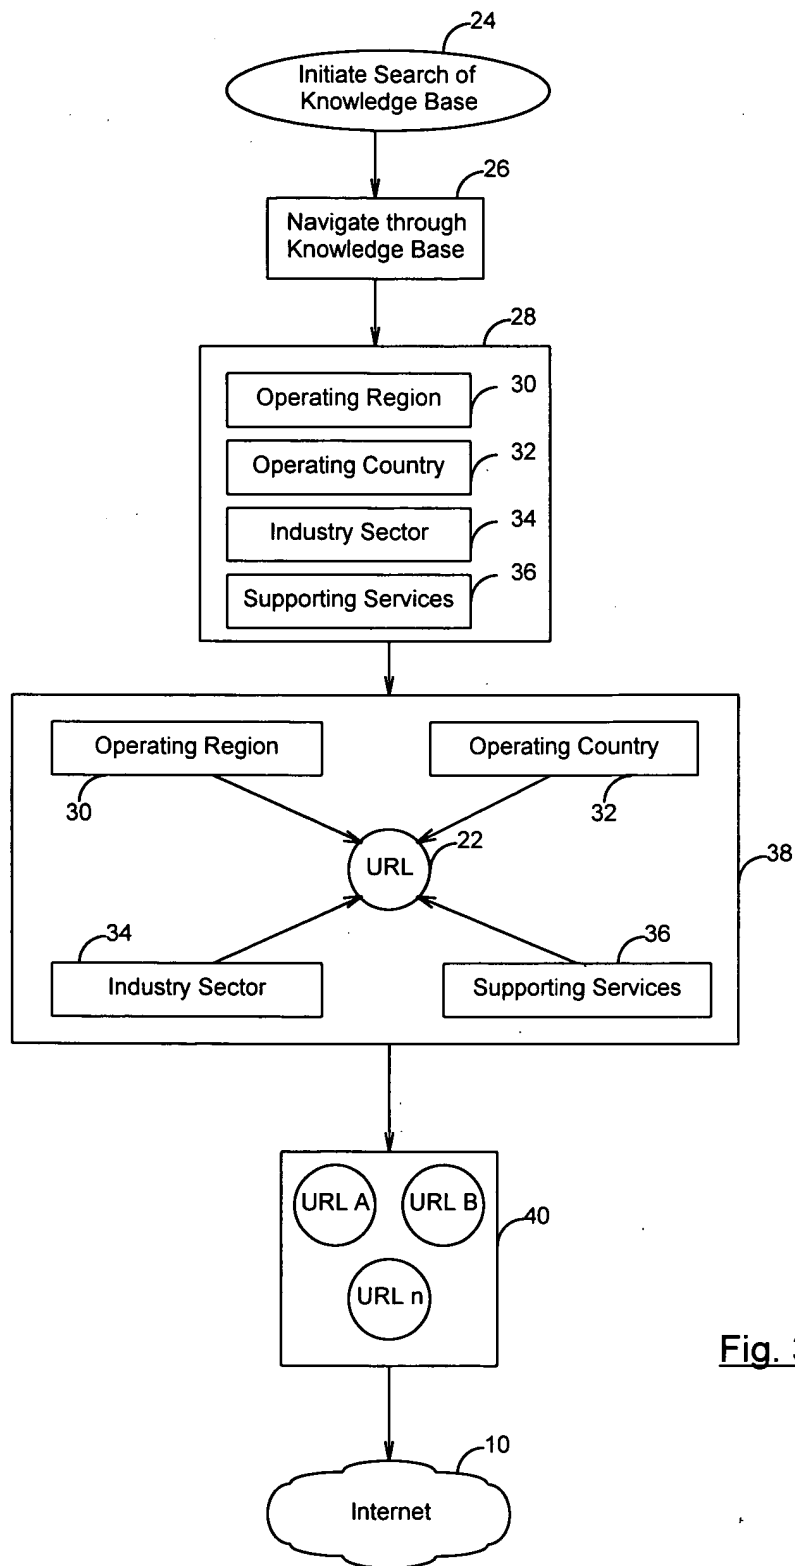 24
Initiate Search of
Knowledge Base
26
Navigate through
Knowledge Base
28
Operating Region
30
Operating Country
32
Industry Sector
34
Supporting Services
36
Operating Region
30
Operating Country
32
URL
22
38
34
Industry Sector
36
Supporting Services
URL A
URL B
40
URL n
Fig.
10
Internet